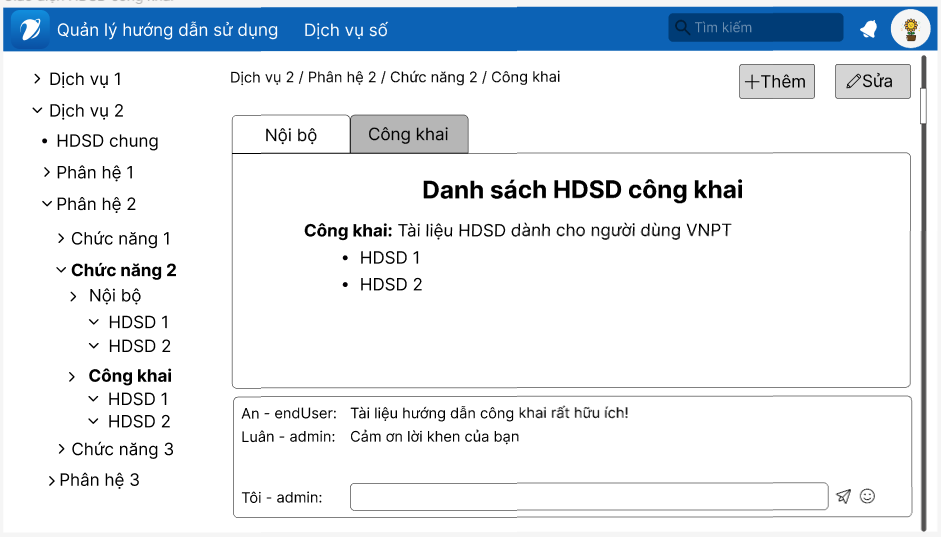 Quản lý hướng dẫn sử dụng Dịch vụ số Tìm kiếm
Dịch vụ 1
Dịch vụ 2
HDSD chung
Phân hệ 1
Phân hệ 2
Chức năng 1
Chức năng 2
Nội bộ
HDSD 1
HDSD 2
Công khai
HDSD 1
HDSD 2
Chức năng 3
Phân hệ 3
Dịch vụ 2 / Phân hệ 2 / Chức năng 2 / Công khai
Thêm Sửa
Nội bộ Công khai
Danh sách HDSD công khai
Công khai: Tài liệu HDSD dành cho người dùng VNPT
• HDSD 1
• HDSD 2
An - endUser: Tài liệu hướng dẫn công khai rất hữu ích!
Luân - admin: Cảm ơn lời khen của bạn
Tôi - admin: